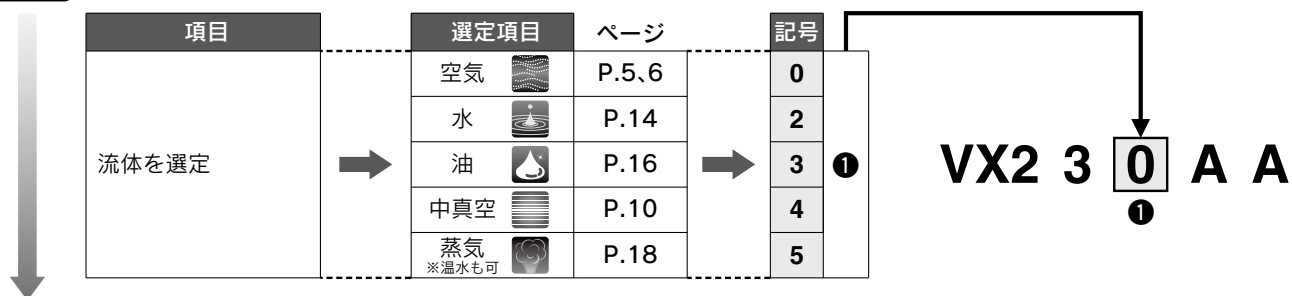 項目 選定項目 ページ 記号
流体を選定
空気 P.5、6 0
水 P.14 2
油 P.16 3
中真空 P.10 4
蒸気 ※温水も可 P.18 5
❶
VX2 3 0 A A
❶